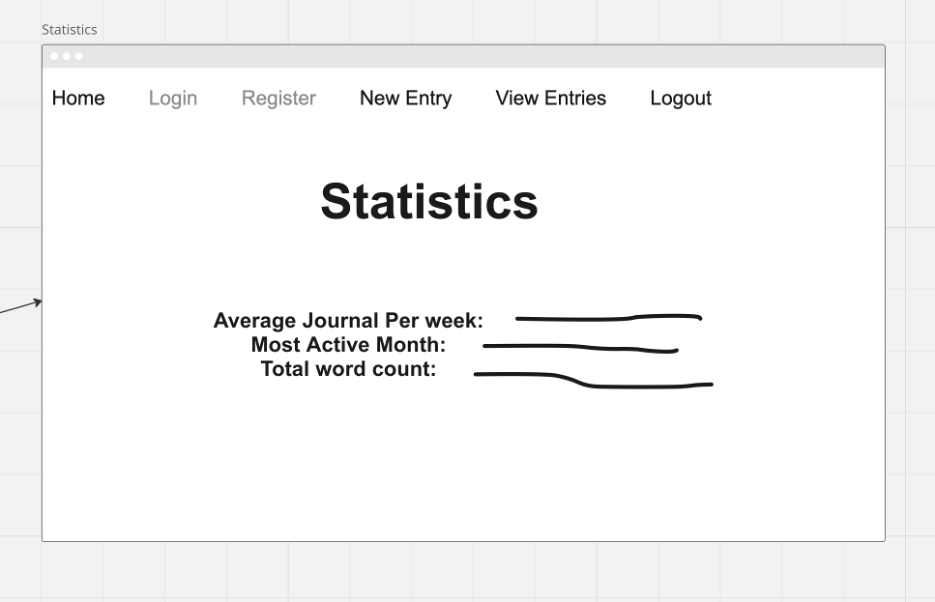 Statistics
Home Login Register New Entry View Entries Logout
Statistics
Average Journal Per week:
Most Active Month:
Total word count: